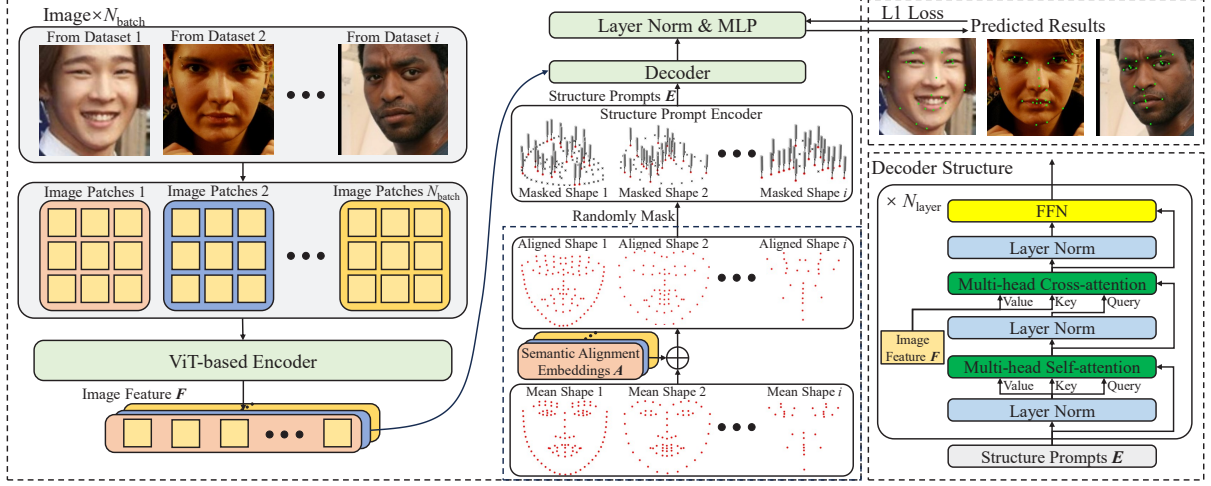 Image×N_batch
From Dataset 1
From Dataset 2
From Dataset i
Image Patches 1
Image Patches 2
Image Patches N_batch
ViT-based Encoder
Image Feature F
Layer Norm & MLP
Decoder
Structure Prompts E
Structure Prompt Encoder
Masked Shape 1
Masked Shape 2
Masked Shape i
Randomly Mask
Aligned Shape 1
Aligned Shape 2
Aligned Shape i
Semantic Alignment
Embeddings A
Mean Shape 1
Mean Shape 2
Mean Shape i
L1 Loss
Predicted Results
Decoder Structure
× N_layer
FFN
Layer Norm
Multi-head Cross-attention
Value
Key
Query
Image
Feature F
Layer Norm
Multi-head Self-attention
Value
Key
Query
Layer Norm
Structure Prompts E